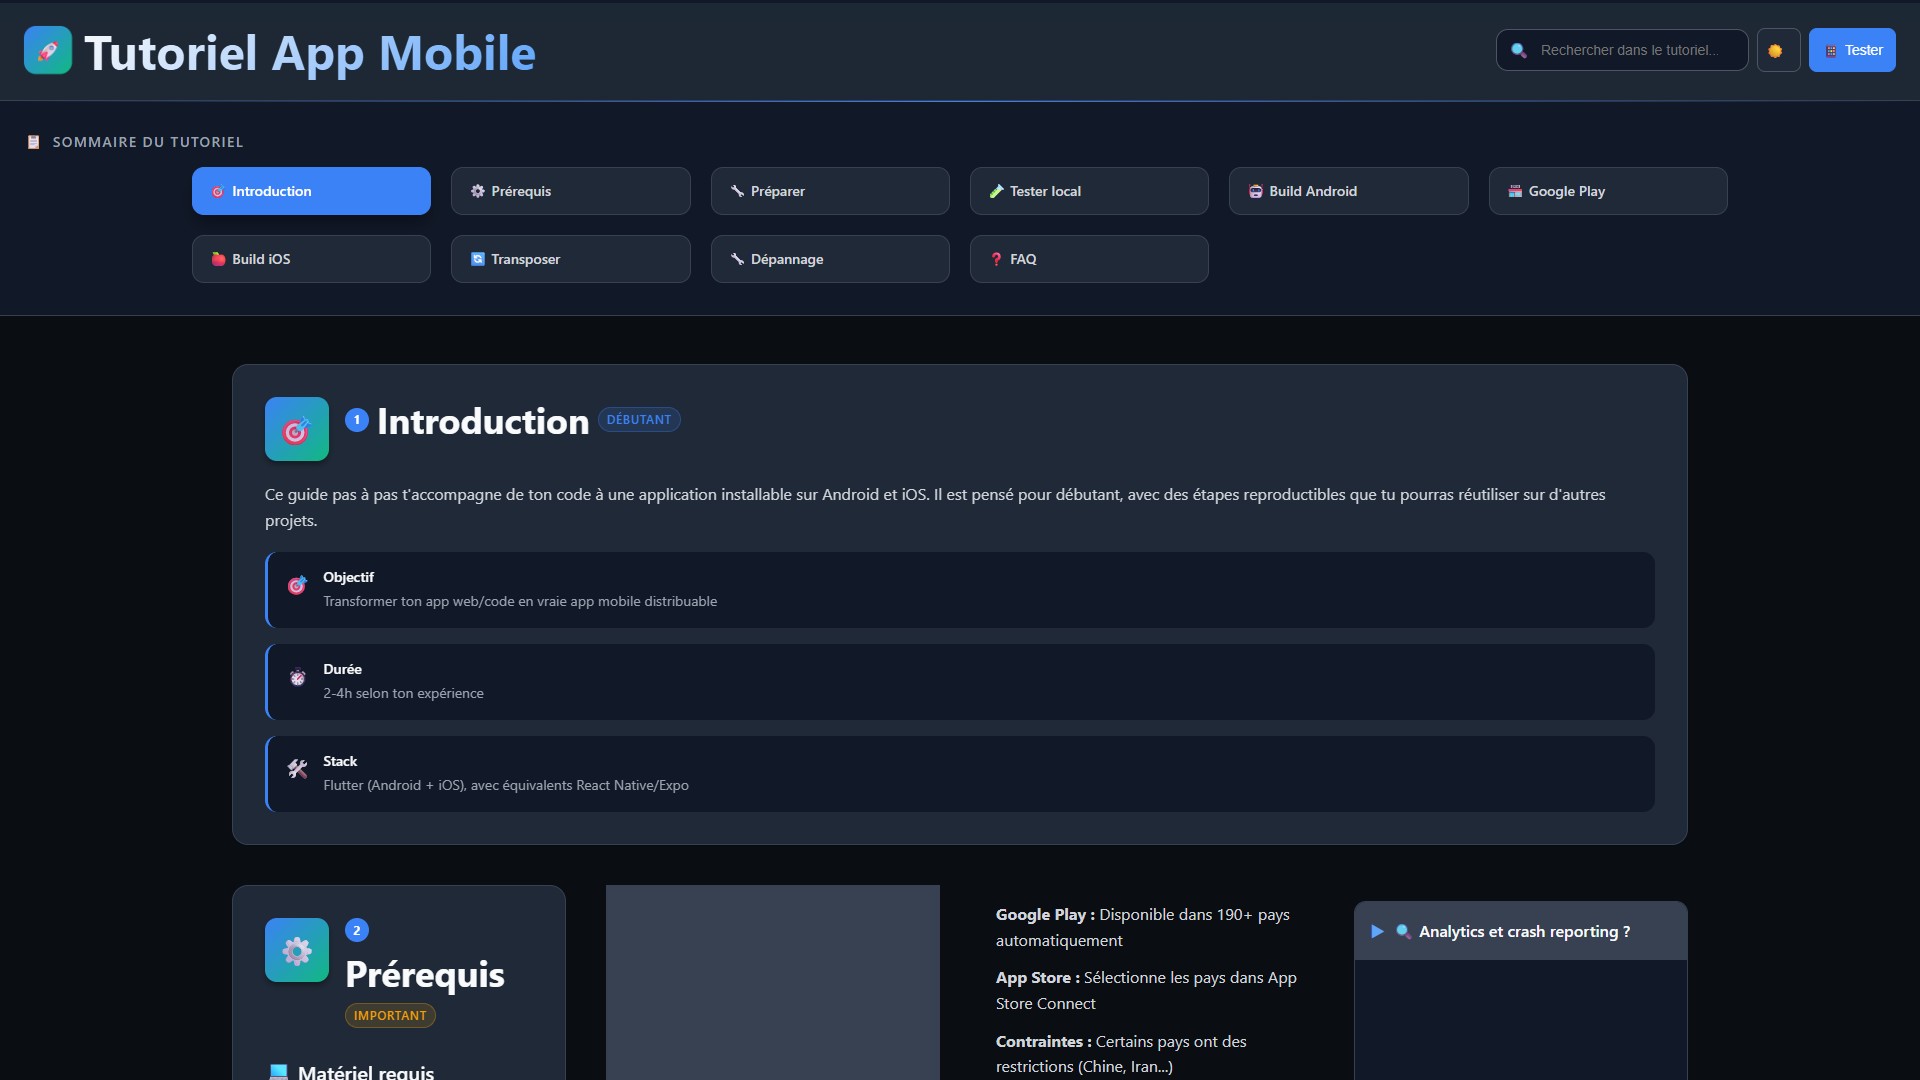 Tutoriel App Mobile
Rechercher dans le tutoriel...
Tester
SOMMAIRE DU TUTORIEL
Introduction
Prérequis
Préparer
Tester local
Build Android
Google Play
Build iOS
Transposer
Dépannage
FAQ
1 Introduction DÉBUTANT
Ce guide pas à pas t'accompagne de ton code à une application installable sur Android et iOS. Il est pensé pour débutant, avec des étapes reproductibles que tu pourras réutiliser sur d'autres
projets.
Objectif
Transformer ton app web/code en vraie app mobile distribuable
Durée
2-4h selon ton expérience
Stack
Flutter (Android + iOS), avec équivalents React Native/Expo
2
Prérequis
IMPORTANT
Matériel requis
Google Play : Disponible dans 190+ pays
automatiquement
App Store : Sélectionne les pays dans App
Store Connect
Contraintes : Certains pays ont des
restrictions (Chine, Iran...)
Analytics et crash reporting ?